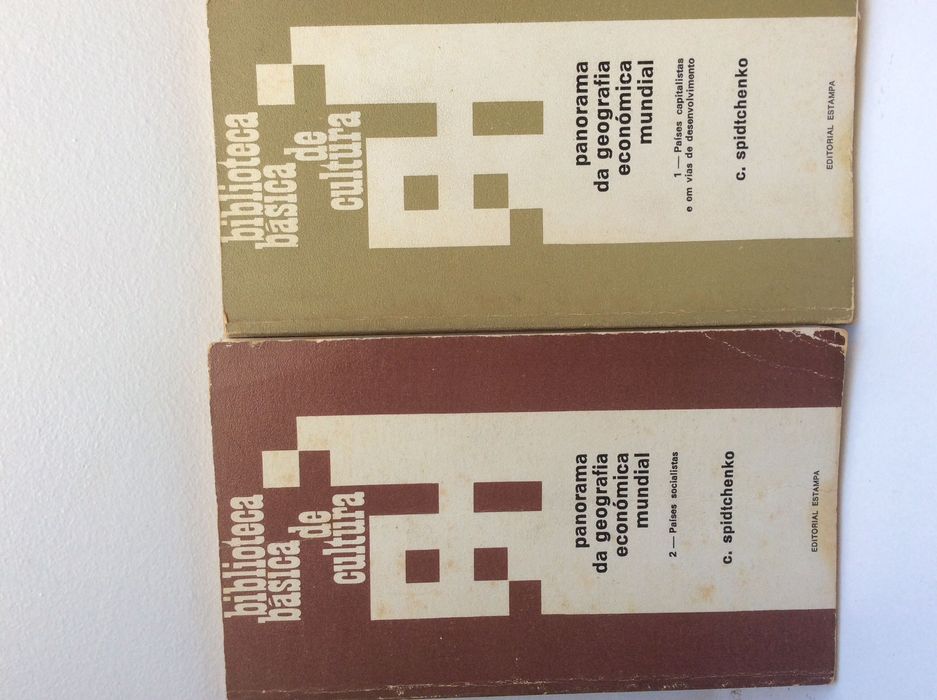 biblioteca
básica
de
cultura
panorama
da geografia
económica
mundial
1 — Países capitalistas
e em vias de desenvolvimento
c. spidtchenko
EDITORIAL ESTAMPA
biblioteca
básica
de
cultura
panorama
da geografia
económica
mundial
2 — Países socialistas
c. spidtchenko
EDITORIAL ESTAMPA